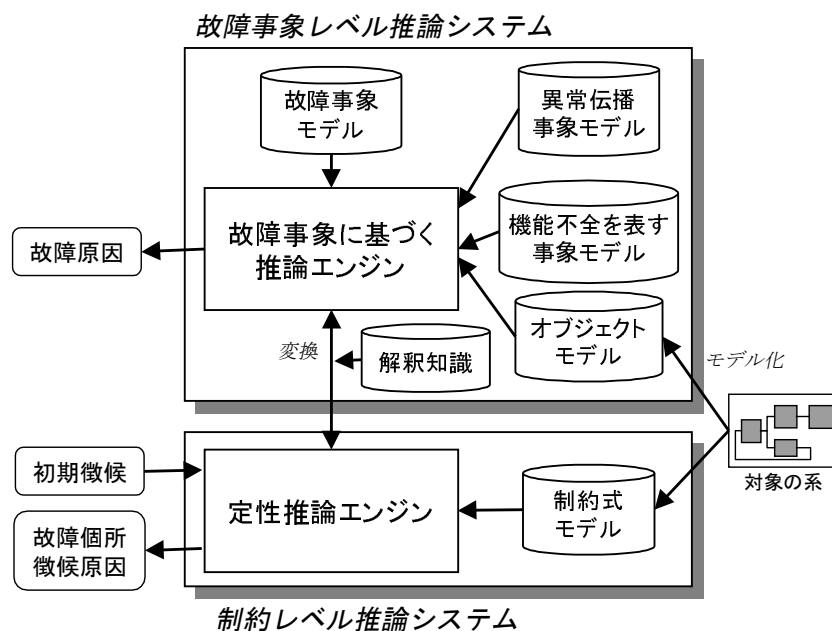 故障事象レベル推論システム
故障事象
モデル
異常伝播
事象モデル
機能不全を表す
事象モデル
故障事象に基づく
推論エンジン
故障原因
オブジェクト
モデル
変換
解釈知識
モデル化
対象の系
初期徴候
定性推論エンジン
制約式
モデル
故障個所
徴候原因
制約レベル推論システム